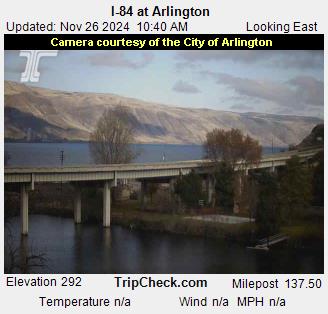 I-84 at Arlington
Updated: Nov 26 2024 10:40 AM Looking East
Camera courtesy of the City of Arlington
Elevation 292 TripCheck.com Milepost 137.50
Temperature n/a Wind n/a MPH n/a